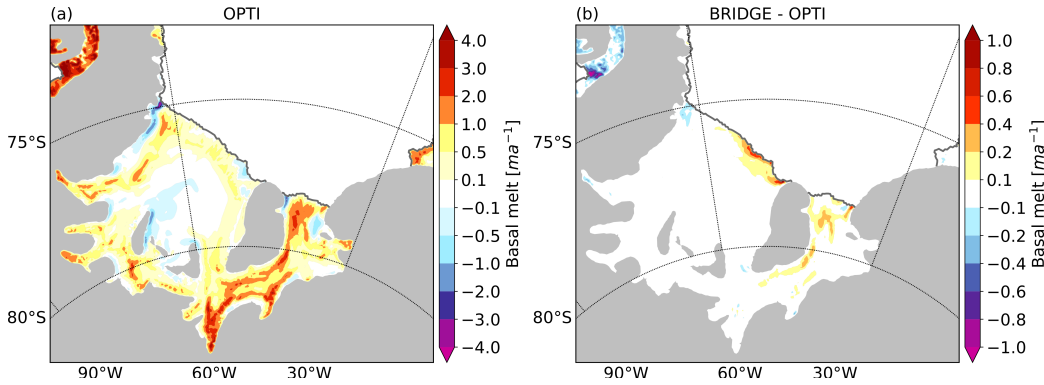 (a) OPTI
75°S
80°S
90°W 60°W 30°W
4.0
3.0
2.0
1.0
0.5
0.1
−0.1
−0.5
−1.0
−2.0
−3.0
−4.0
Basal melt [ma⁻¹]
(b) BRIDGE - OPTI
75°S
80°S
90°W 60°W 30°W
1.0
0.8
0.6
0.4
0.2
0.1
−0.1
−0.2
−0.4
−0.6
−0.8
−1.0
Basal melt [ma⁻¹]